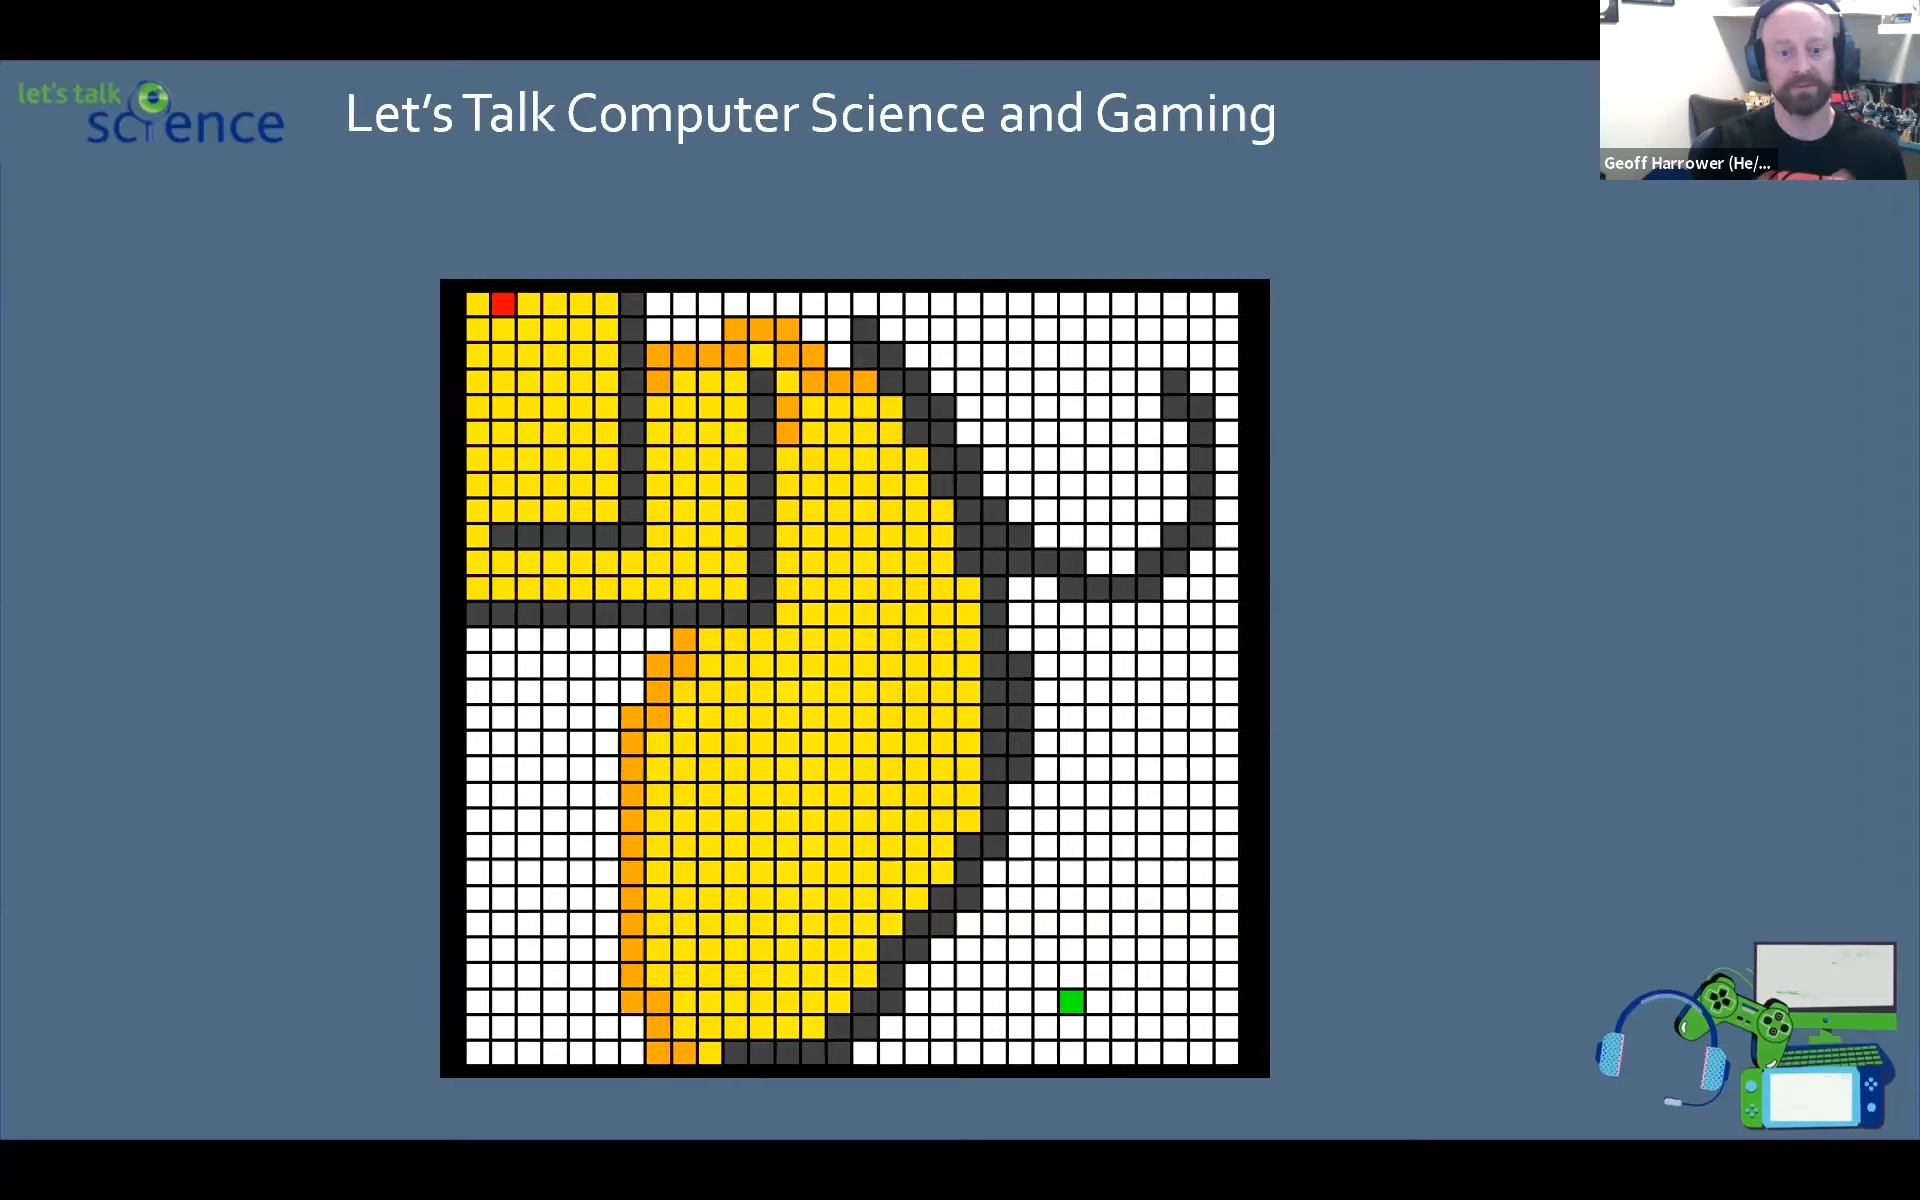 let's talk
science
Let's Talk Computer Science and Gaming
Geoff Harrower (He/...